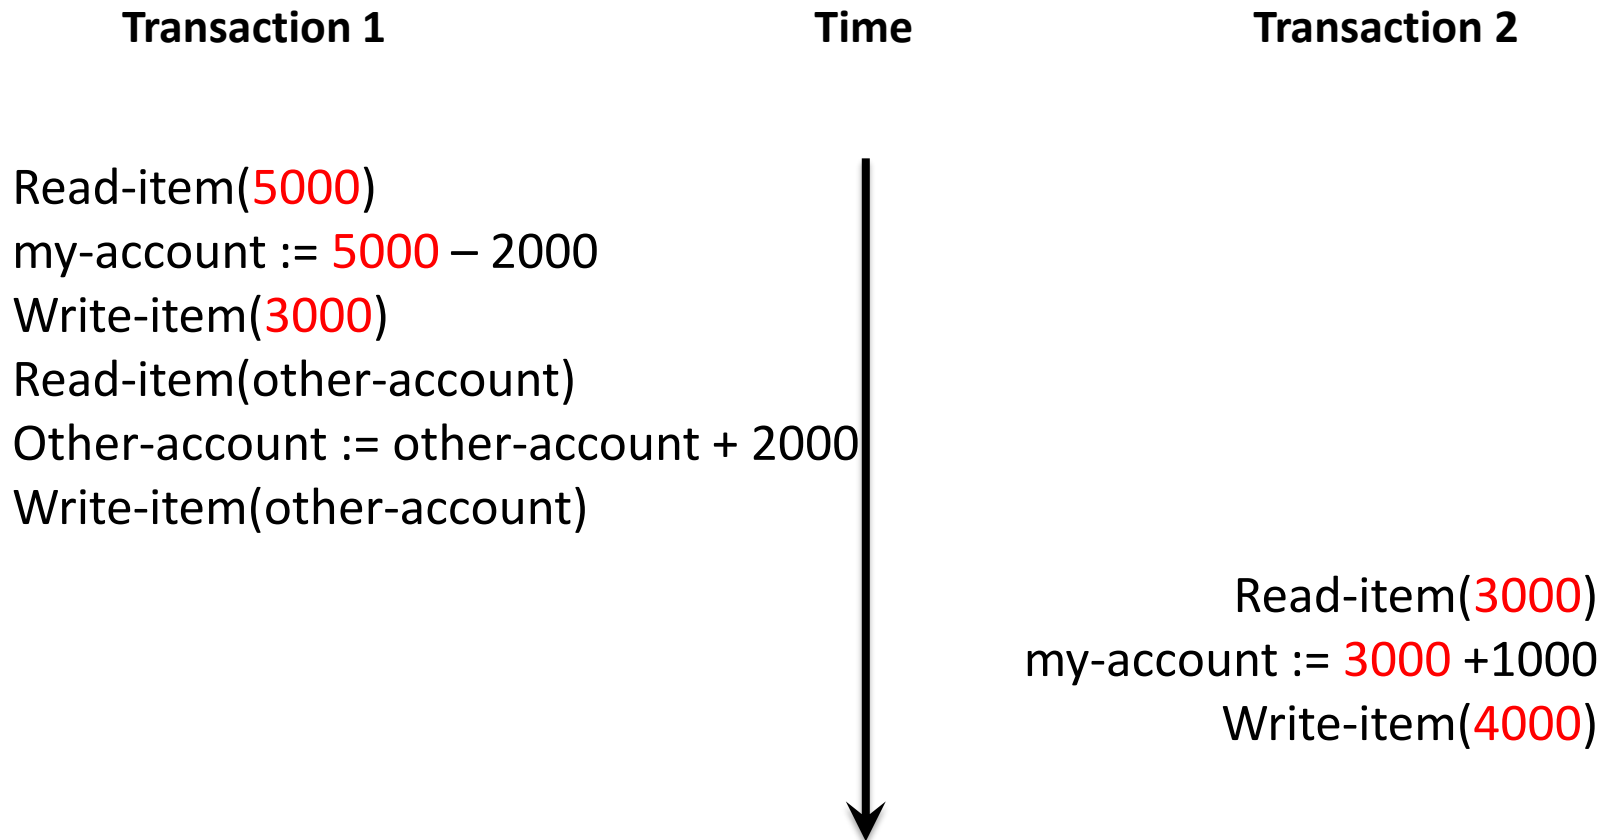 Transaction 1
Time
Transaction 2
Read-item(5000)
my-account := 5000 – 2000
Write-item(3000)
Read-item(other-account)
Other-account := other-account + 2000
Write-item(other-account)
Read-item(3000)
my-account := 3000 +1000
Write-item(4000)